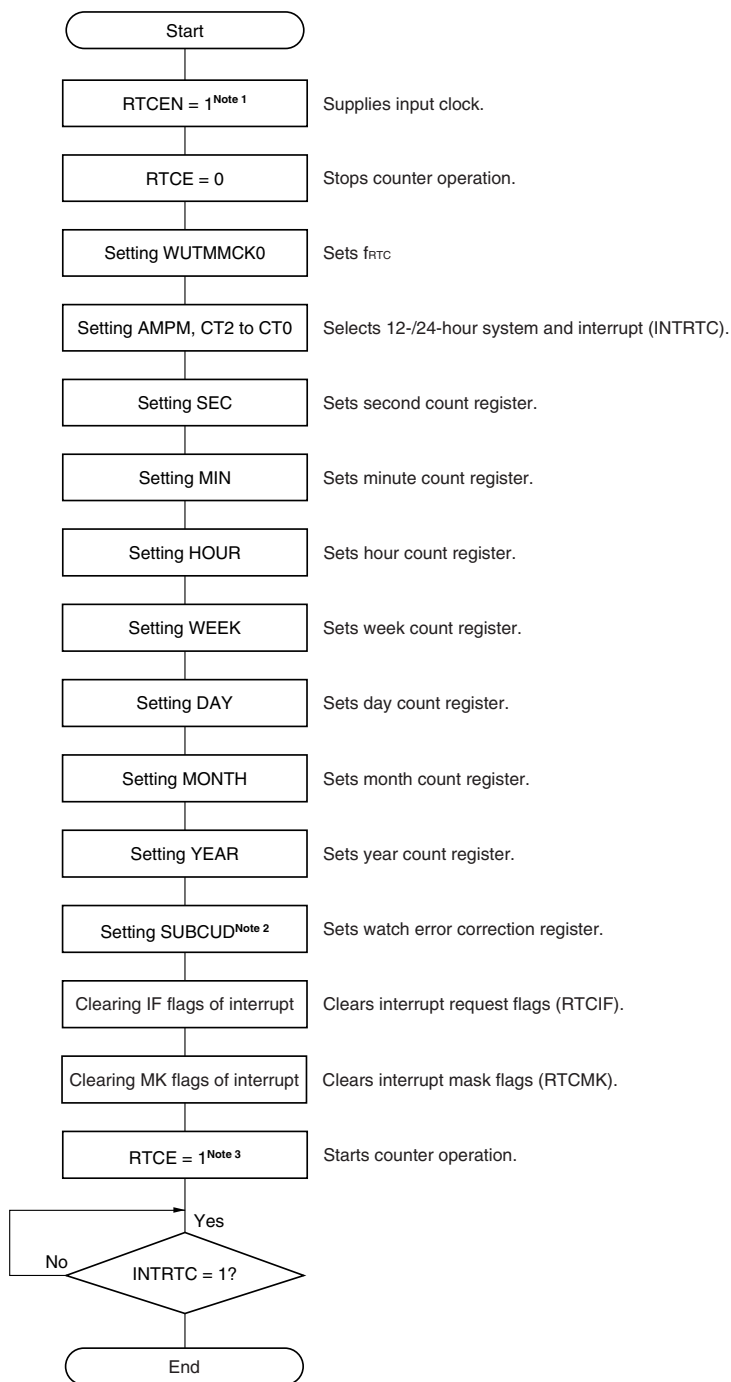 Start
RTCEN = 1Note 1 Supplies input clock.
RTCE = 0 Stops counter operation.
Setting WUTMMCK0 Sets fRTC
Setting AMPM, CT2 to CT0 Selects 12-/24-hour system and interrupt (INTRTC).
Setting SEC Sets second count register.
Setting MIN Sets minute count register.
Setting HOUR Sets hour count register.
Setting WEEK Sets week count register.
Setting DAY Sets day count register.
Setting MONTH Sets month count register.
Setting YEAR Sets year count register.
Setting SUBCUDNote 2 Sets watch error correction register.
Clearing IF flags of interrupt Clears interrupt request flags (RTCIF).
Clearing MK flags of interrupt Clears interrupt mask flags (RTCMK).
RTCE = 1Note 3 Starts counter operation.
Yes
No
INTRTC = 1?
End